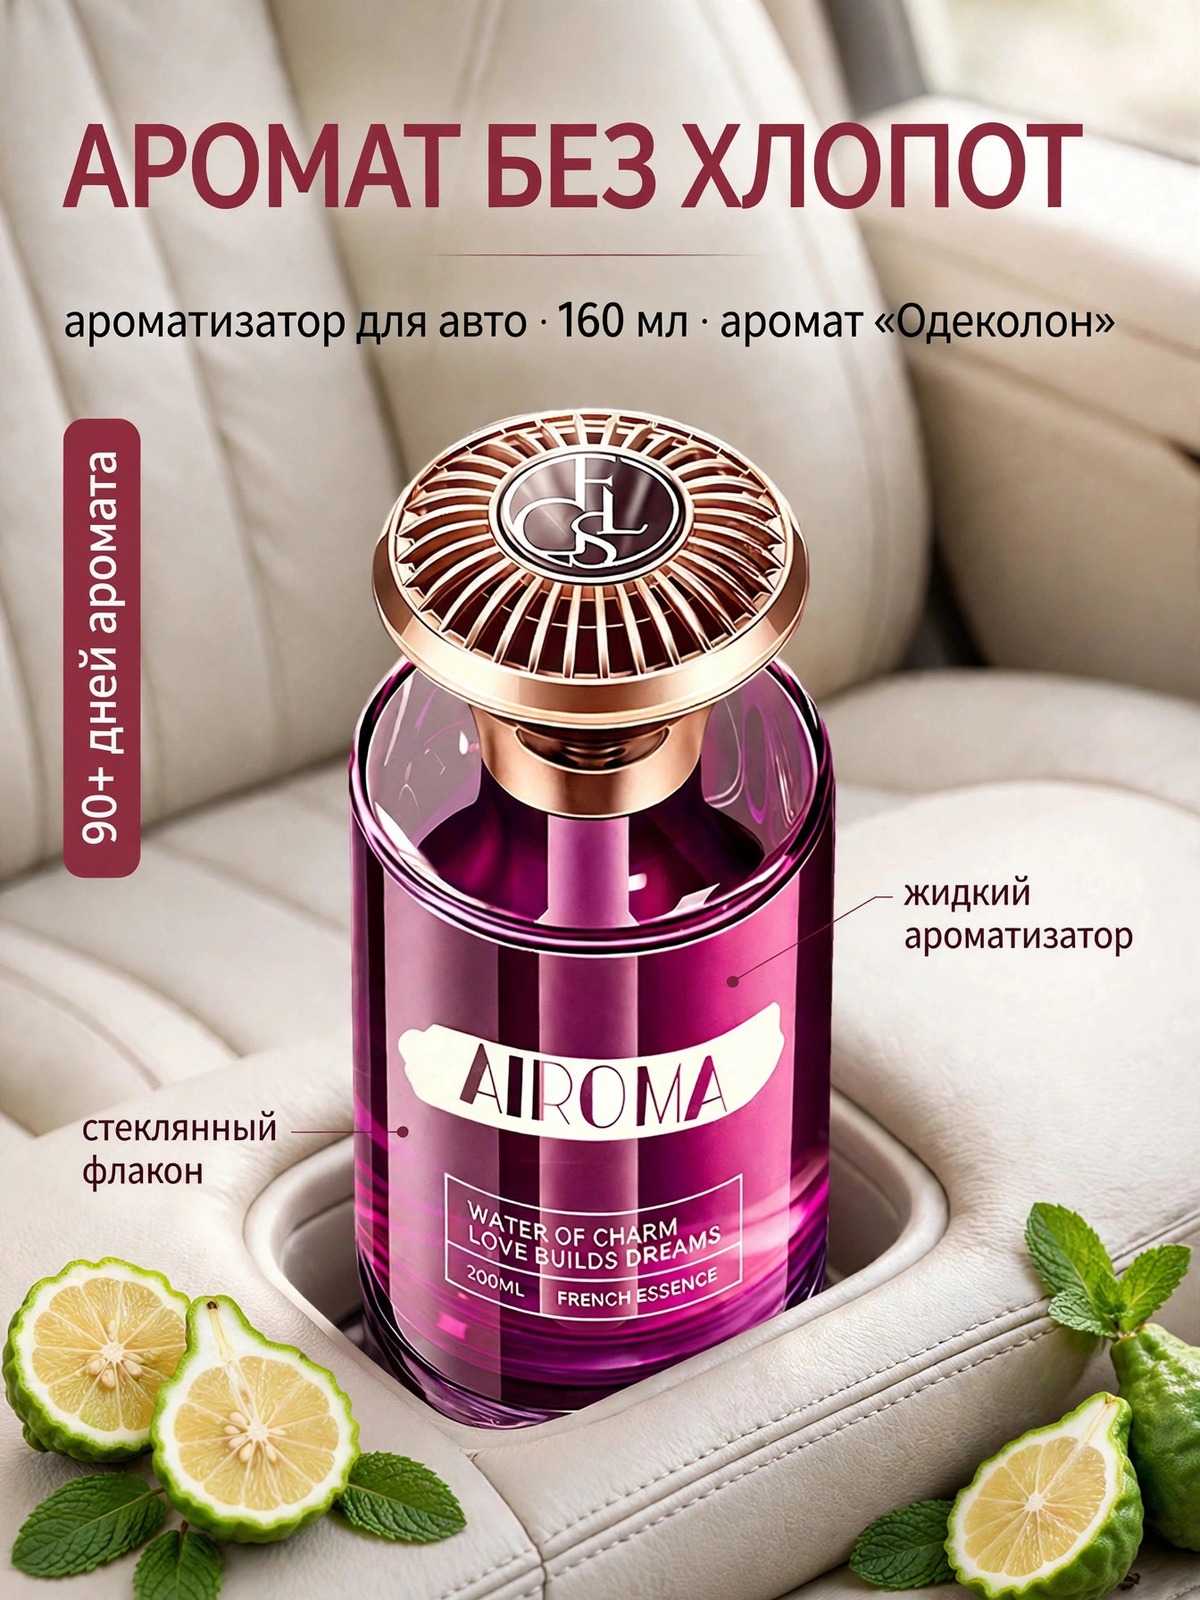 АРОМАТ БЕЗ ХЛОПОТ
ароматизатор для авто · 160 мл · аромат «Одеколон»
90+ дней аромата
жидкий
ароматизатор
AIROMA
стеклянный
флакон
WATER OF CHARM
LOVE BUILDS DREAMS
200ML FRENCH ESSENCE